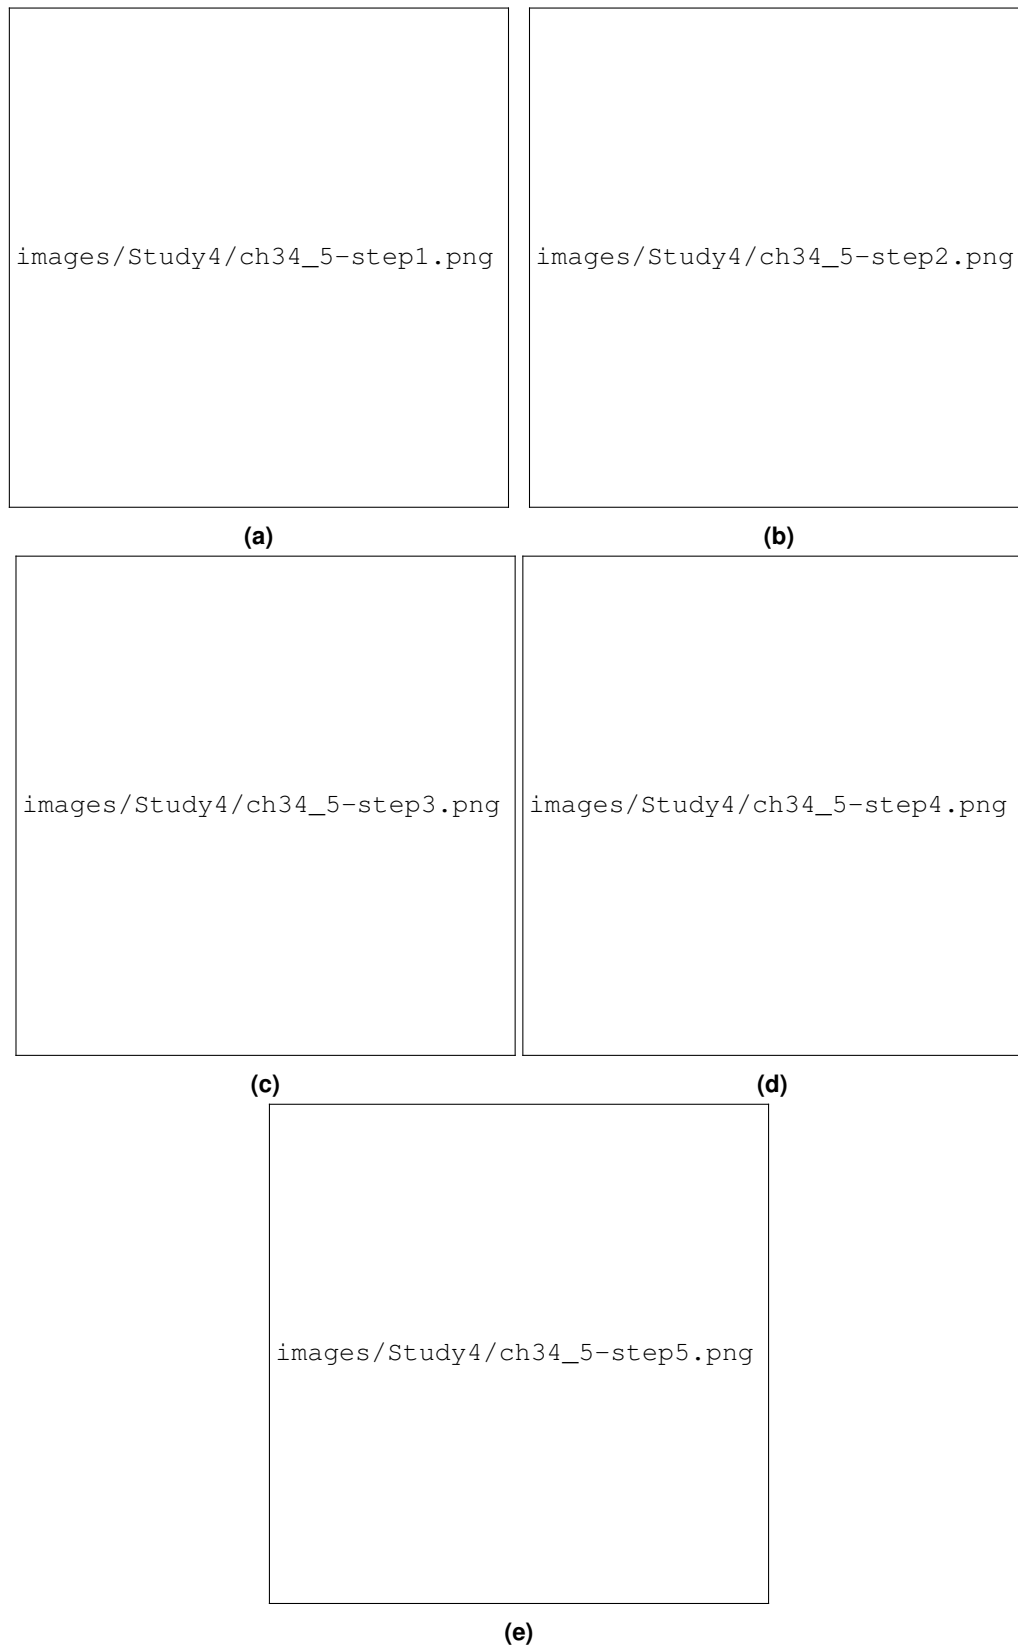 images/Study4/ch34_5-step1.png
images/Study4/ch34_5-step2.png
(a)
(b)
images/Study4/ch34_5-step3.png
images/Study4/ch34_5-step4.png
(c)
(d)
images/Study4/ch34_5-step5.png
(e)